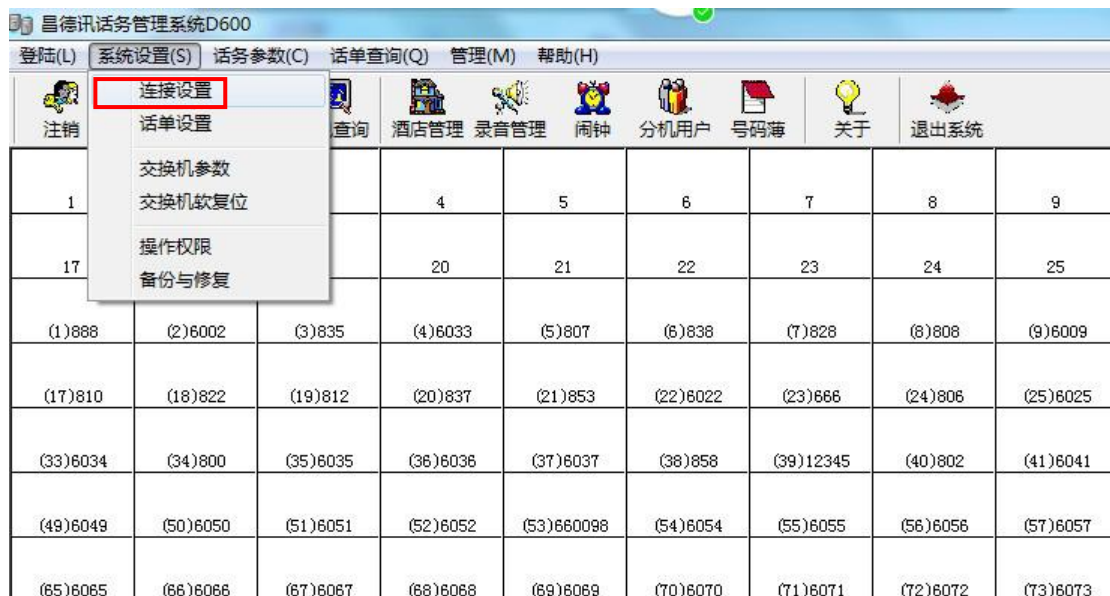 昌德讯话务管理系统D600
登陆(L) 系统设置(S) 话务参数(C) 话单查询(Q) 管理(M) 帮助(H)
连接设置
话单设置
交换机参数
交换机软复位
操作权限
备份与修复
注销 查询 酒店管理 录音管理 闹钟 分机用户 号码薄 关于 退出系统
1 4 5 6 7 8 9
17 20 21 22 23 24 25
(1)888 (2)6002 (3)835 (4)6033 (5)807 (6)838 (7)828 (8)808 (9)6009
(17)810 (18)822 (19)812 (20)837 (21)853 (22)6022 (23)666 (24)806 (25)6025
(33)6034 (34)800 (35)6035 (36)6036 (37)6037 (38)858 (39)12345 (40)802 (41)6041
(49)6049 (50)6050 (51)6051 (52)6052 (53)660098 (54)6054 (55)6055 (56)6056 (57)6057
(65)6065 (66)6066 (67)6067 (68)6068 (69)6069 (70)6070 (71)6071 (72)6072 (73)6073